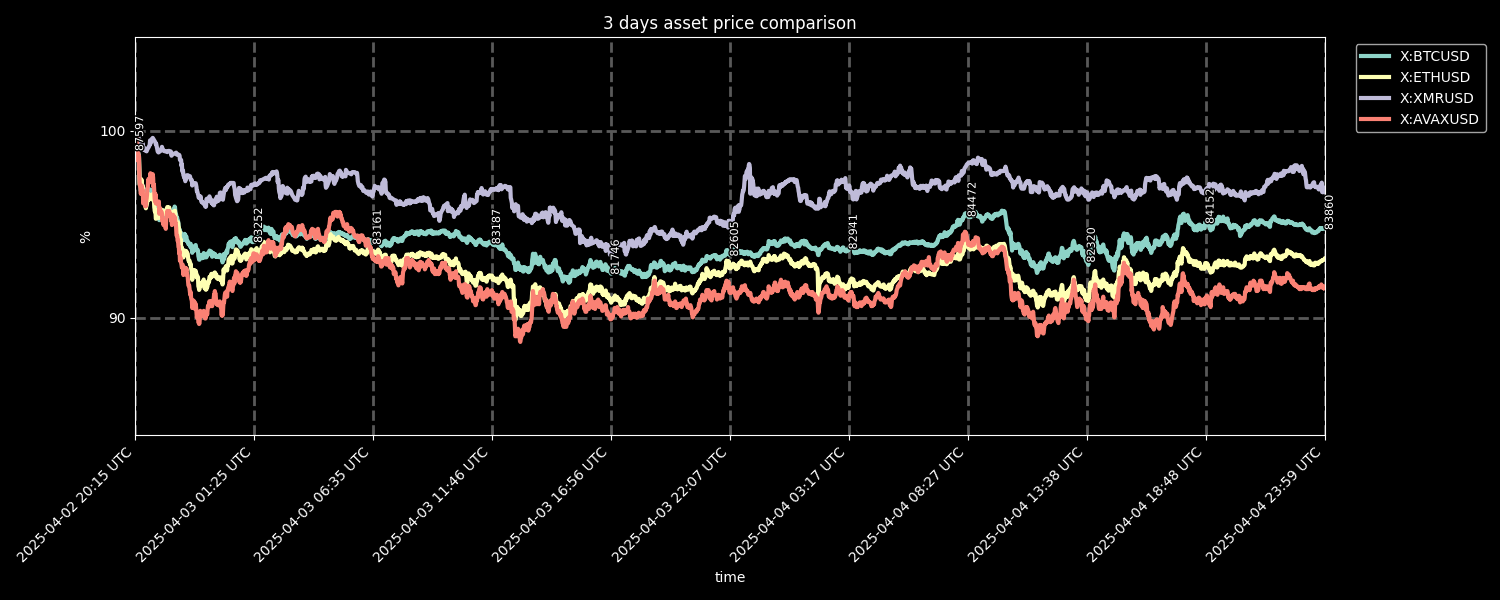 3 days asset price comparison
X:BTCUSD
X:ETHUSD
X:XMRUSD
X:AVAXUSD
100
90
%
87597
83252
83161
83187
81746
82605
82941
84472
82320
84152
83860
2025-04-02 20:15 UTC
2025-04-03 01:25 UTC
2025-04-03 06:35 UTC
2025-04-03 11:46 UTC
2025-04-03 16:56 UTC
2025-04-03 22:07 UTC
2025-04-04 03:17 UTC
2025-04-04 08:27 UTC
2025-04-04 13:38 UTC
2025-04-04 18:48 UTC
2025-04-04 23:59 UTC
time